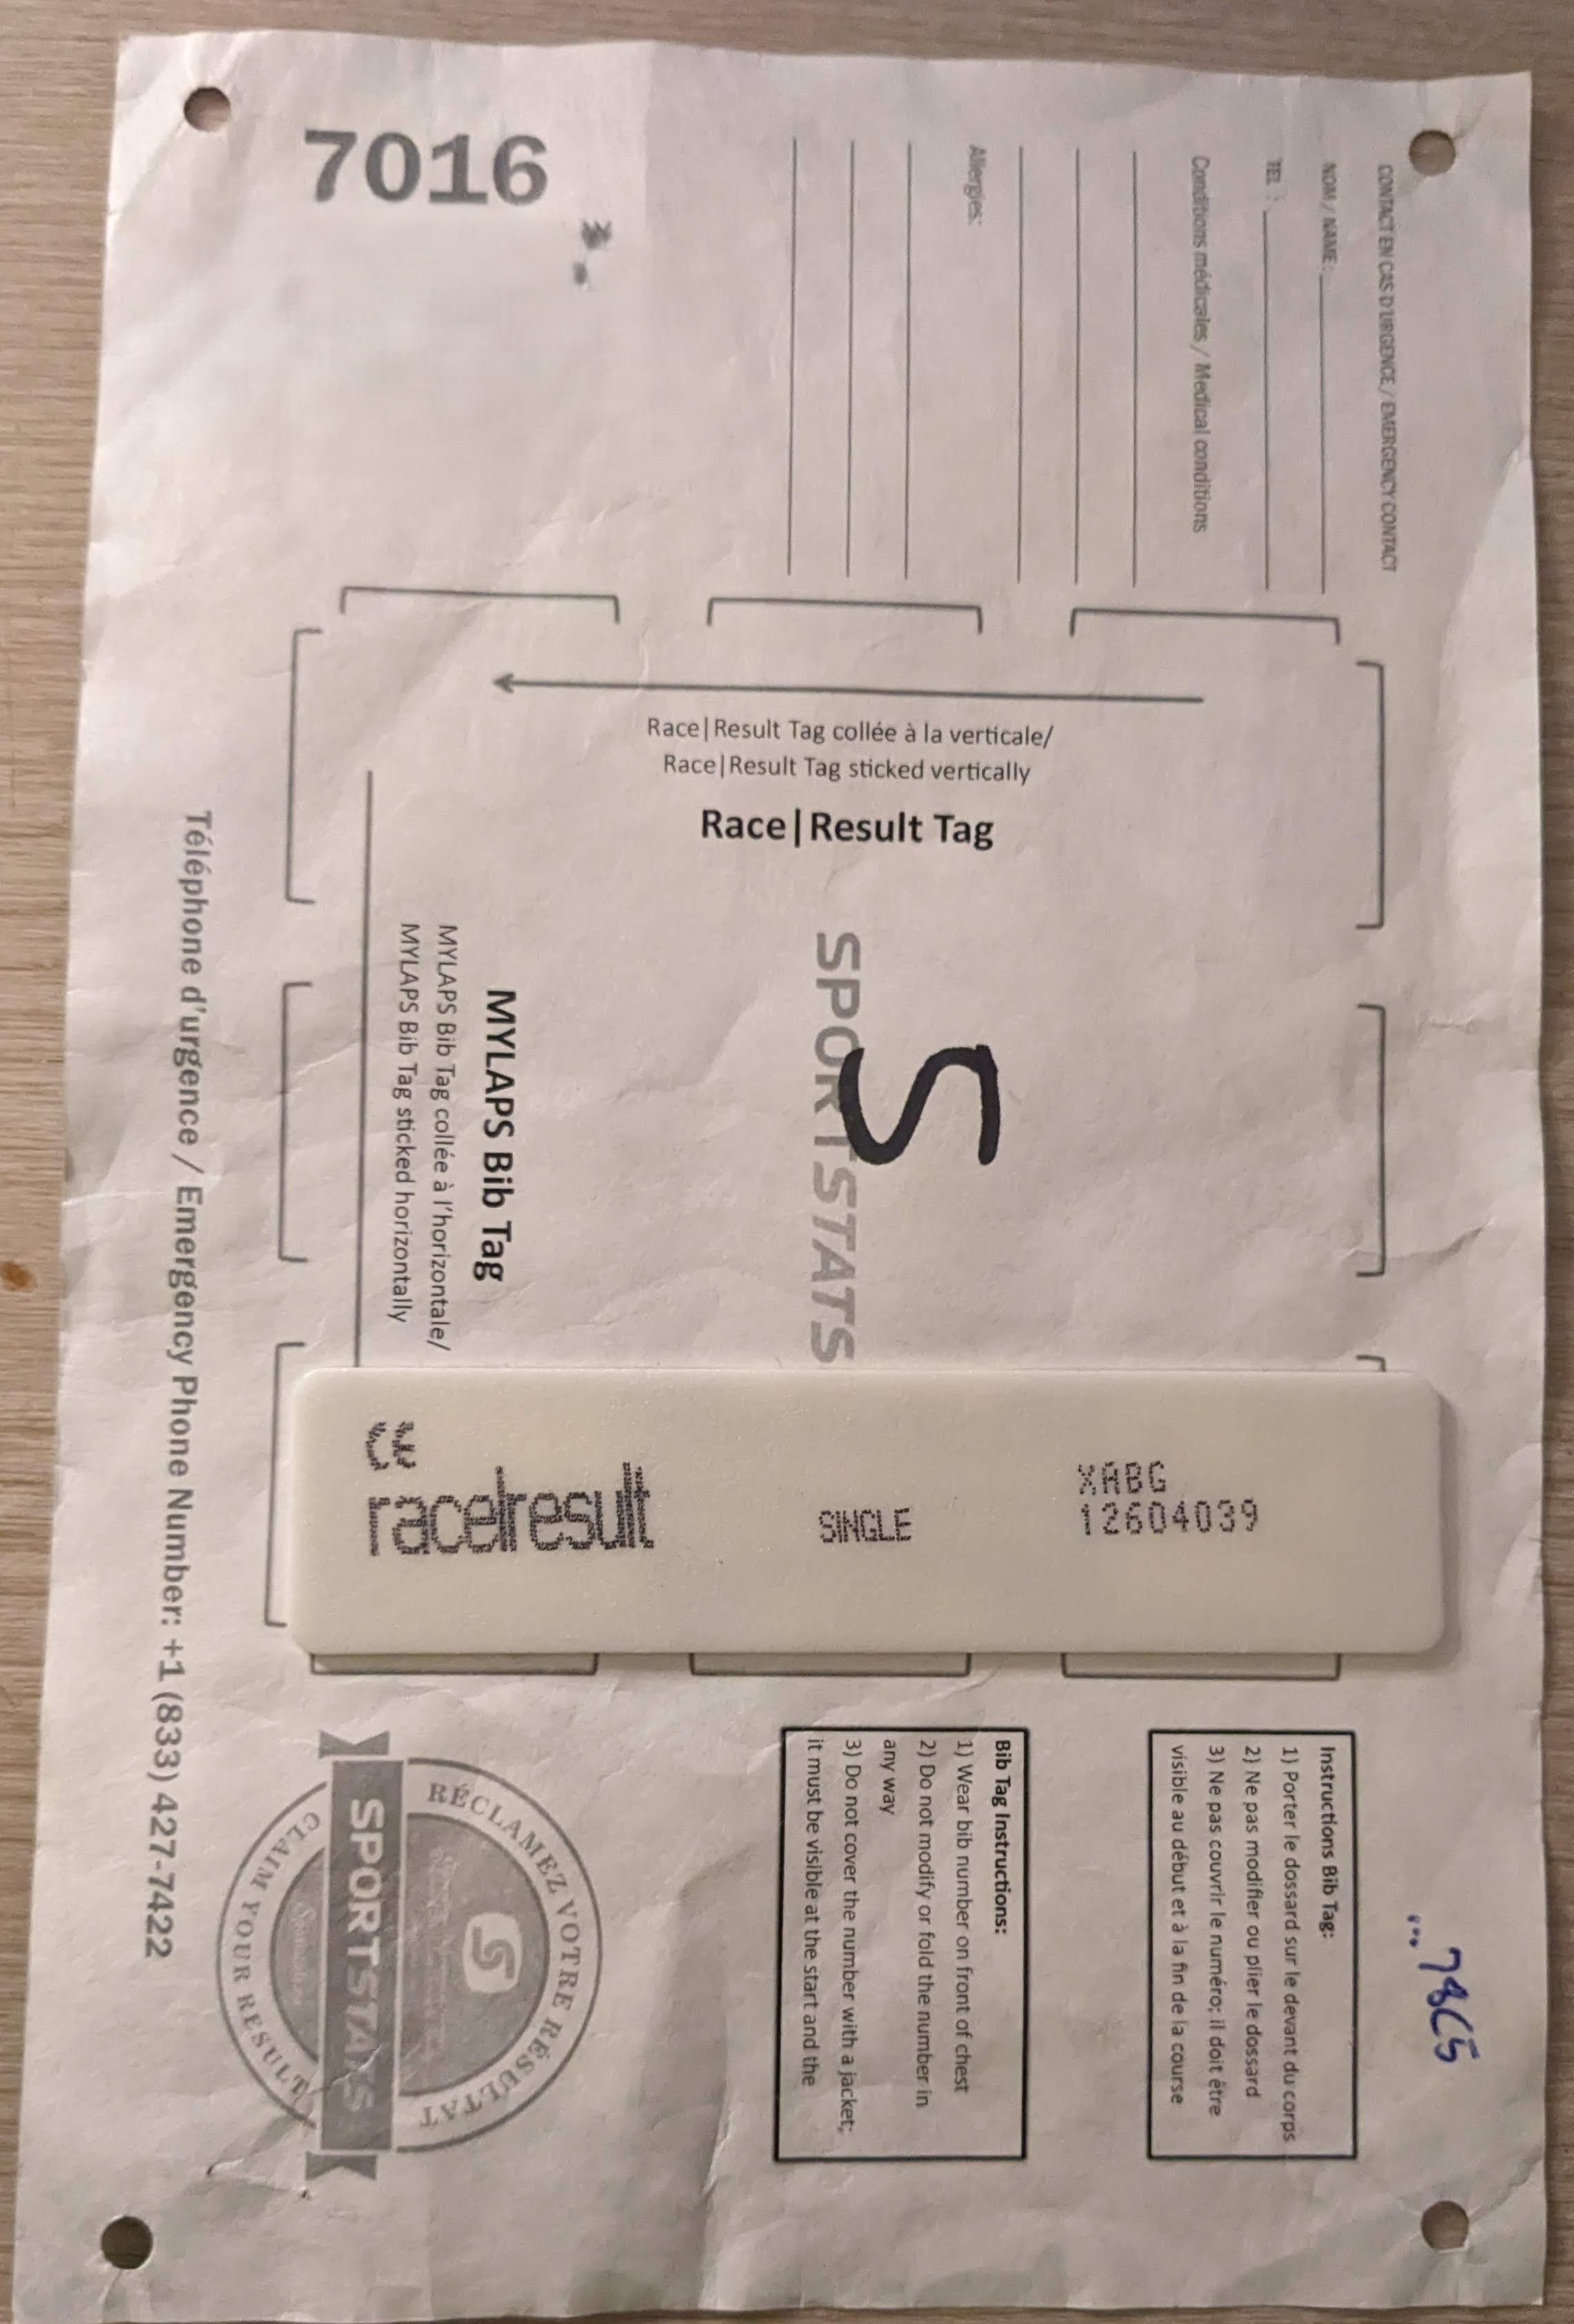 7016
CONTACT EN CAS D'URGENCE / EMERGENCY CONTACT
NOM / NAME :
TEL :
Conditions médicales / Medical conditions
Allergies:
Race|Result Tag collée à la verticale/
Race|Result Tag sticked vertically
Race|Result Tag
SPORTSTATS
S
MYLAPS Bib Tag
MYLAPS Bib Tag collée à l'horizontale/
MYLAPS Bib Tag sticked horizontally
race|result
SINGLE
XABG
12604039
...78C5
Instructions Bib Tag:
1) Porter le dossard sur le devant du corps
2) Ne pas modifier ou plier le dossard
3) Ne pas couvrir le numéro; il doit être
visible au début et à la fin de la course
Bib Tag Instructions:
1) Wear bib number on front of chest
2) Do not modify or fold the number in
any way
3) Do not cover the number with a jacket;
it must be visible at the start and the
RÉCLAMEZ VOTRE RÉSULTAT
SPORTSTATS
CLAIM YOUR RESULT
Téléphone d'urgence / Emergency Phone Number: +1 (833) 427-7422